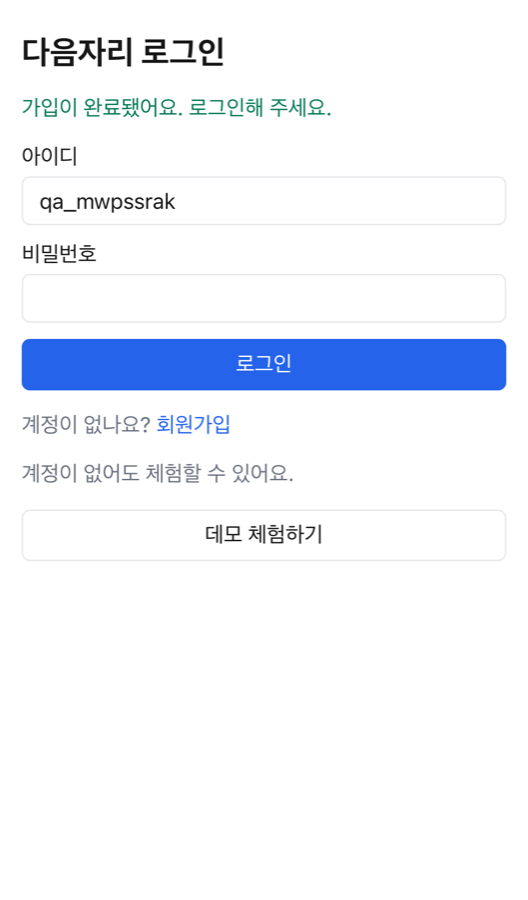 다음자리 로그인
가입이 완료됐어요. 로그인해 주세요.
아이디
qa_mwpssrak
비밀번호
로그인
계정이 없나요? 회원가입
계정이 없어도 체험할 수 있어요.
데모 체험하기